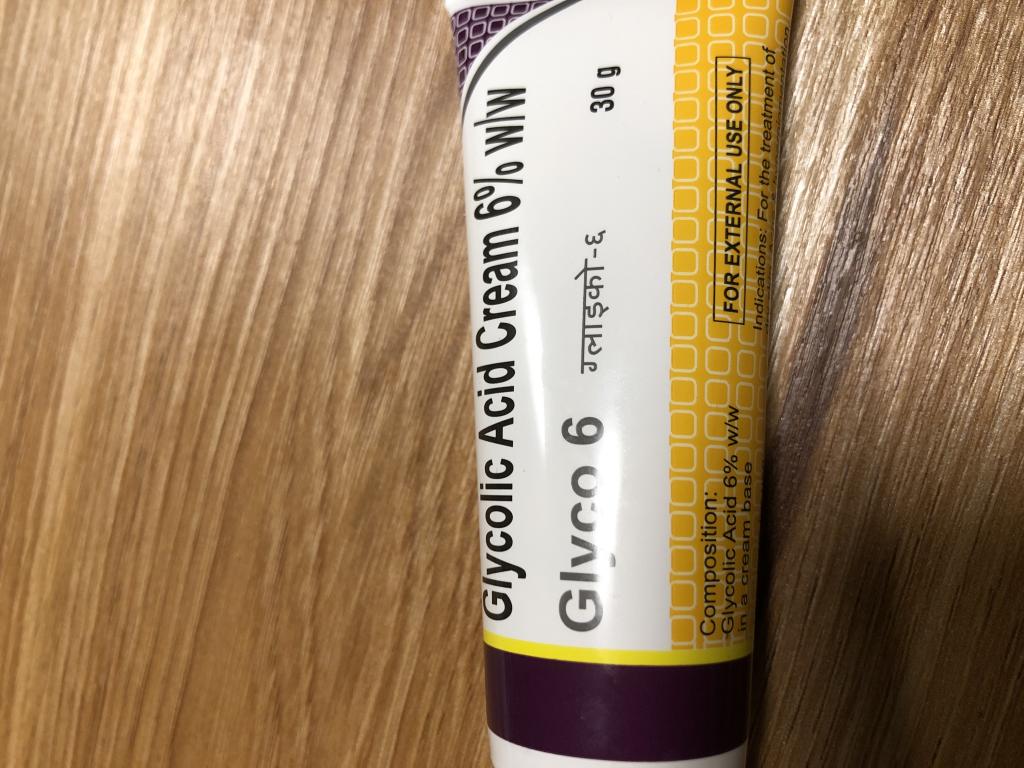 Glycolic Acid Cream 6% w/w
Glyco 6 ग्लाइको-६ 30 g
Composition:
Glycolic Acid 6% w/w
in a cream base
FOR EXTERNAL USE ONLY
Indications: For the treatment of